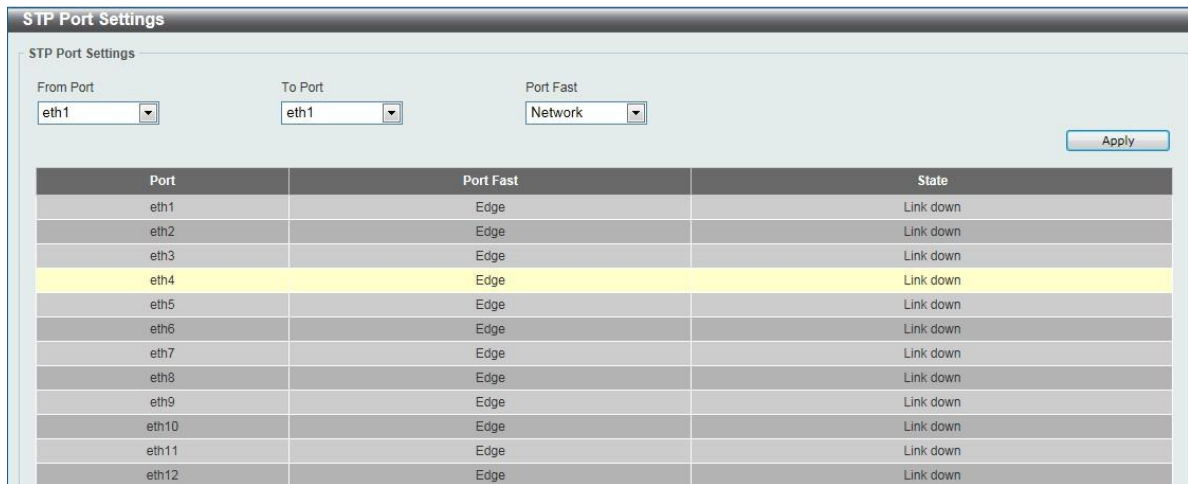 STP Port Settings
STP Port Settings
From Port To Port Port Fast
eth1 eth1 Network
Apply
Port Port Fast State
eth1 Edge Link down
eth2 Edge Link down
eth3 Edge Link down
eth4 Edge Link down
eth5 Edge Link down
eth6 Edge Link down
eth7 Edge Link down
eth8 Edge Link down
eth9 Edge Link down
eth10 Edge Link down
eth11 Edge Link down
eth12 Edge Link down